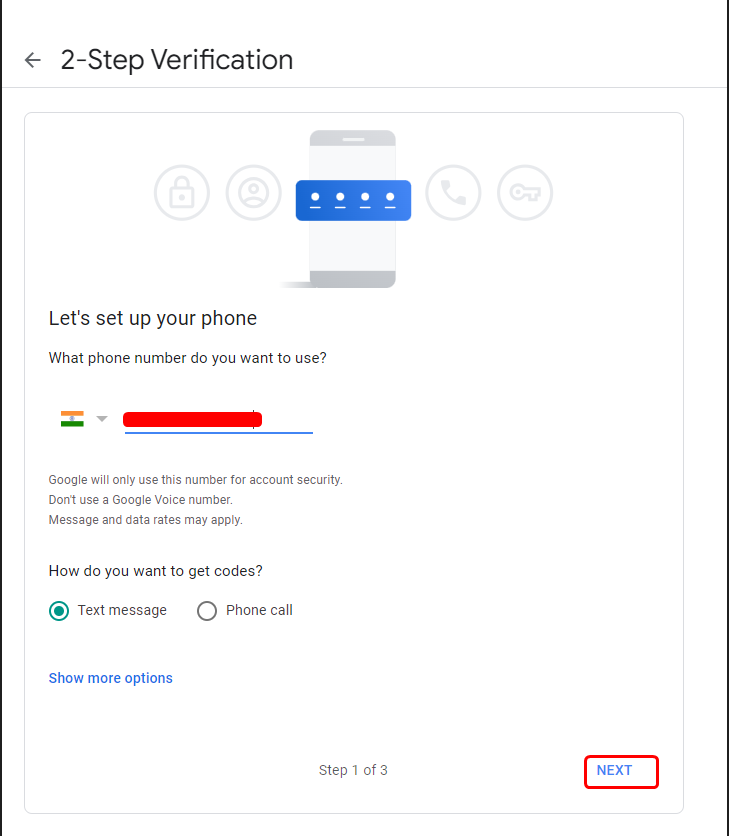 2-Step Verification
Let's set up your phone
What phone number do you want to use?
Google will only use this number for account security.
Don't use a Google Voice number.
Message and data rates may apply.
How do you want to get codes?
Text message Phone call
Show more options
Step 1 of 3 NEXT